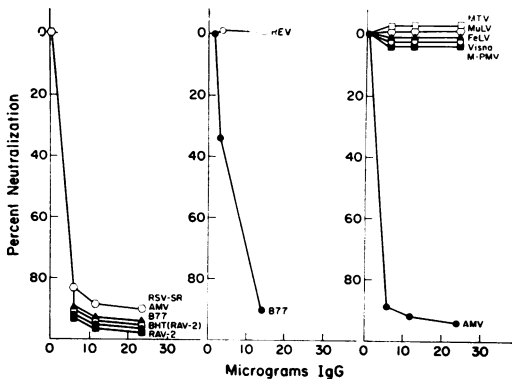 Percent Neutralization
0
20
40
60
80
0
10
20
30
RSV-SR
AMV
B77
BHT(RAV-2)
RAV-2
0
20
40
60
80
0
10
20
REV
B77
0
20
40
60
80
0
10
20
30
MTV
MuLV
FeLV
Visna
M-PMV
AMV
Micrograms IgG